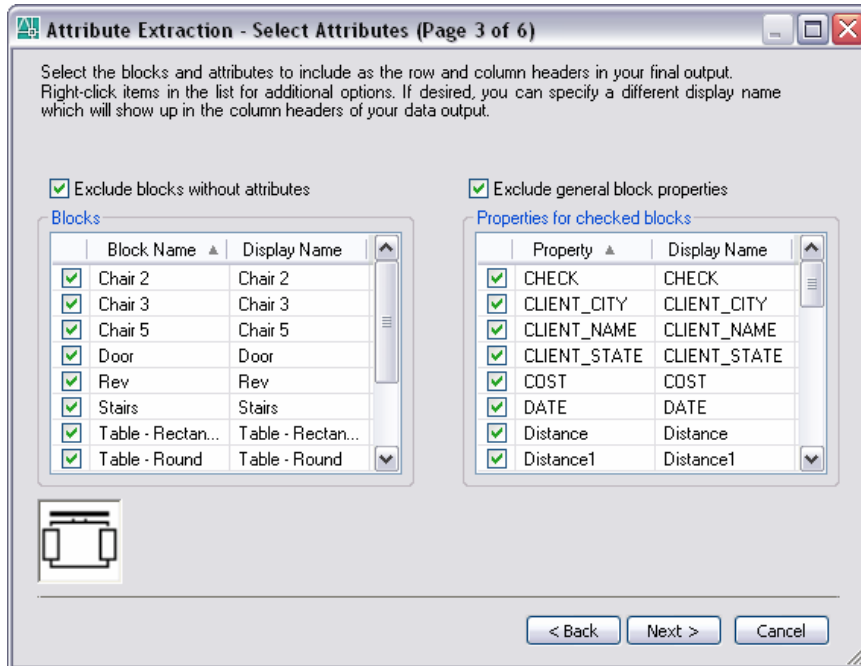 Attribute Extraction - Select Attributes (Page 3 of 6)
Select the blocks and attributes to include as the row and column headers in your final output.
Right-click items in the list for additional options. If desired, you can specify a different display name
which will show up in the column headers of your data output.
Exclude blocks without attributes
Blocks
Block Name Display Name
Chair 2 Chair 2
Chair 3 Chair 3
Chair 5 Chair 5
Door Door
Rev Rev
Stairs Stairs
Table - Rectan... Table - Rectan...
Table - Round Table - Round
Exclude general block properties
Properties for checked blocks
Property Display Name
CHECK CHECK
CLIENT_CITY CLIENT_CITY
CLIENT_NAME CLIENT_NAME
CLIENT_STATE CLIENT_STATE
COST COST
DATE DATE
Distance Distance
Distance1 Distance1
< Back Next > Cancel